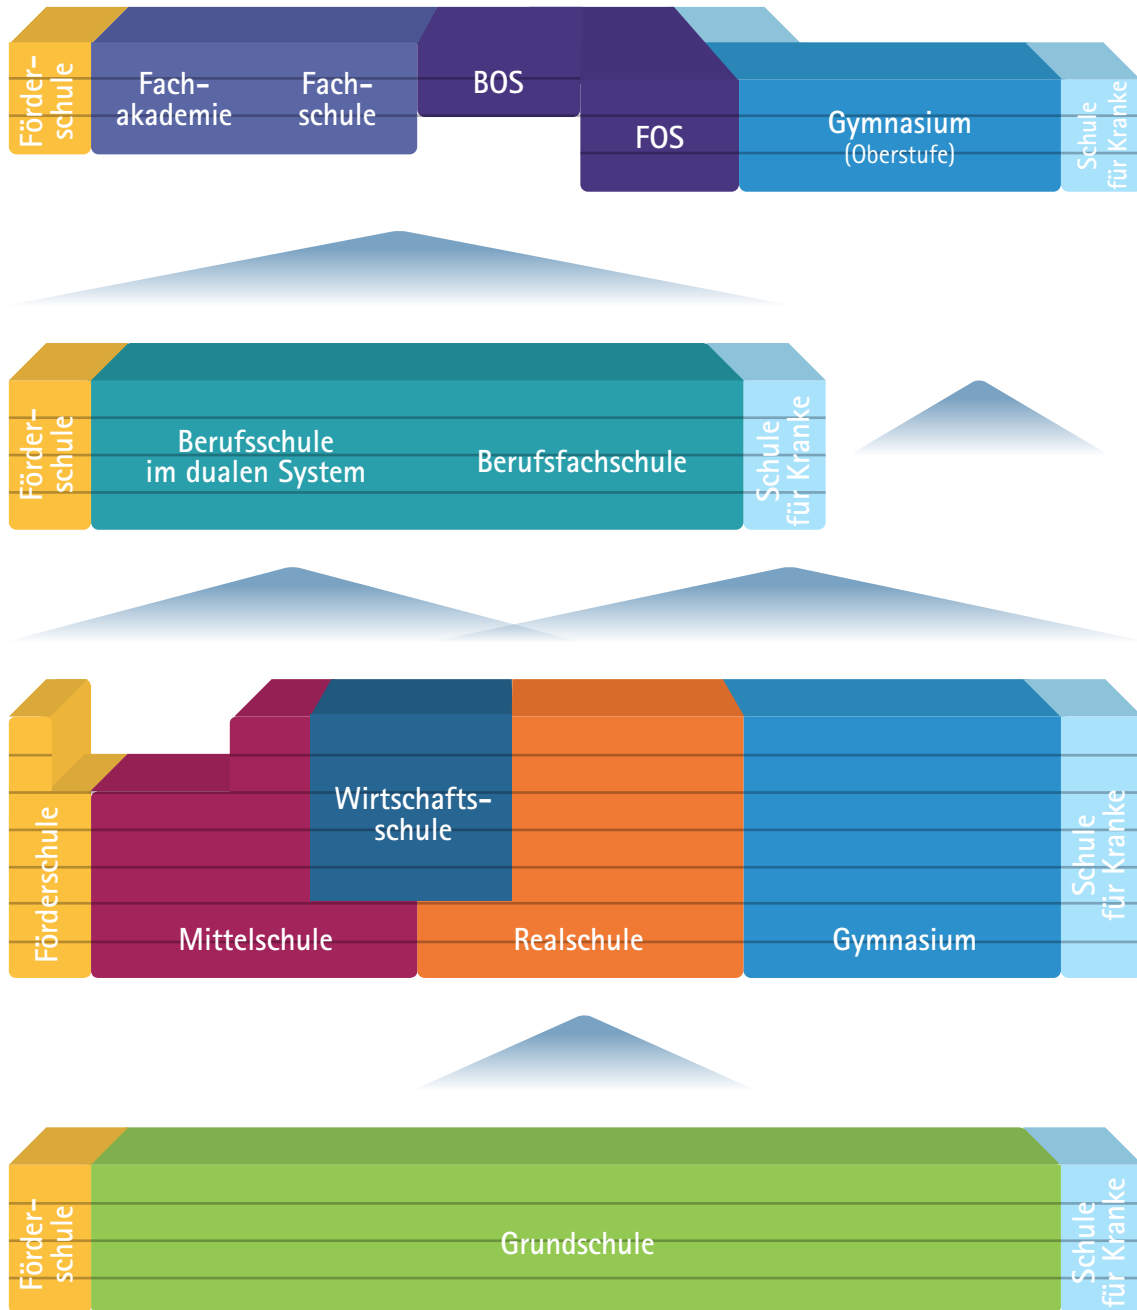 Förder-
schule
Fach-
akademie
Fach-
schule
BOS
FOS
Gymnasium
(Oberstufe)
Schule
für Kranke
Förder-
schule
Berufsschule
im dualen System
Berufsfachschule
Schule
für Kranke
Förderschule
Mittelschule
Wirtschafts-
schule
Realschule
Gymnasium
Schule
für Kranke
Förder-
schule
Grundschule
Schule
für Kranke